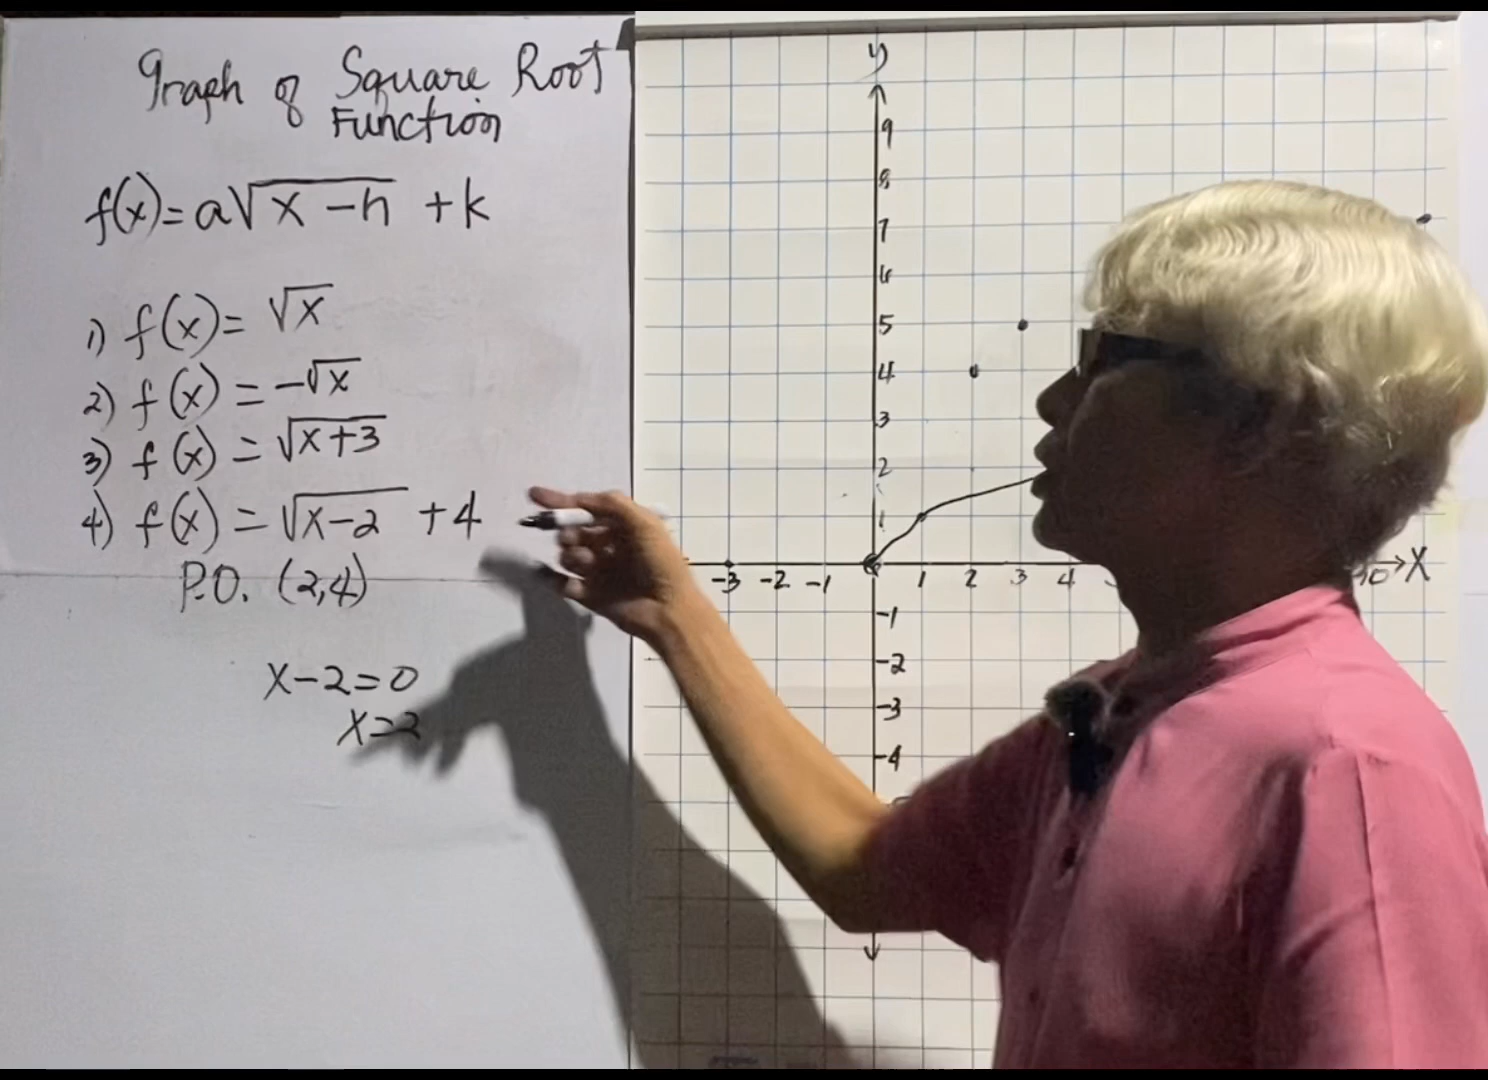 Graph of Square Root
Function
f(x)=a√x-h +k
1) f(x)= √x
2) f(x) = -√x
3) f(x) = √x+3
4) f(x) = √x-2 +4
P.O. (2,4)
x-2=0
x=2
y
9
8
7
6
5
4
3
2
1
-3 -2 -1 1 2 3 4 10 X
-1
-2
-3
-4